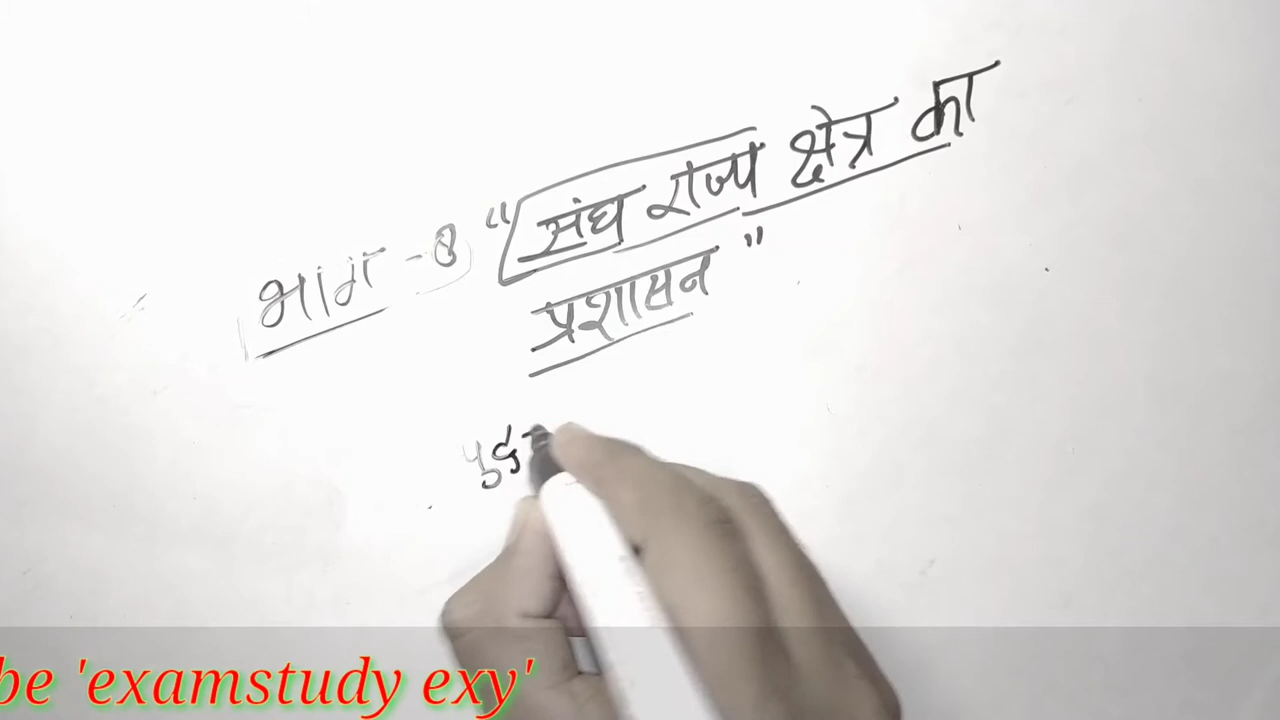 भाग - 8 "संघ राज्य क्षेत्र का
प्रशासन"
be 'examstudy exy'